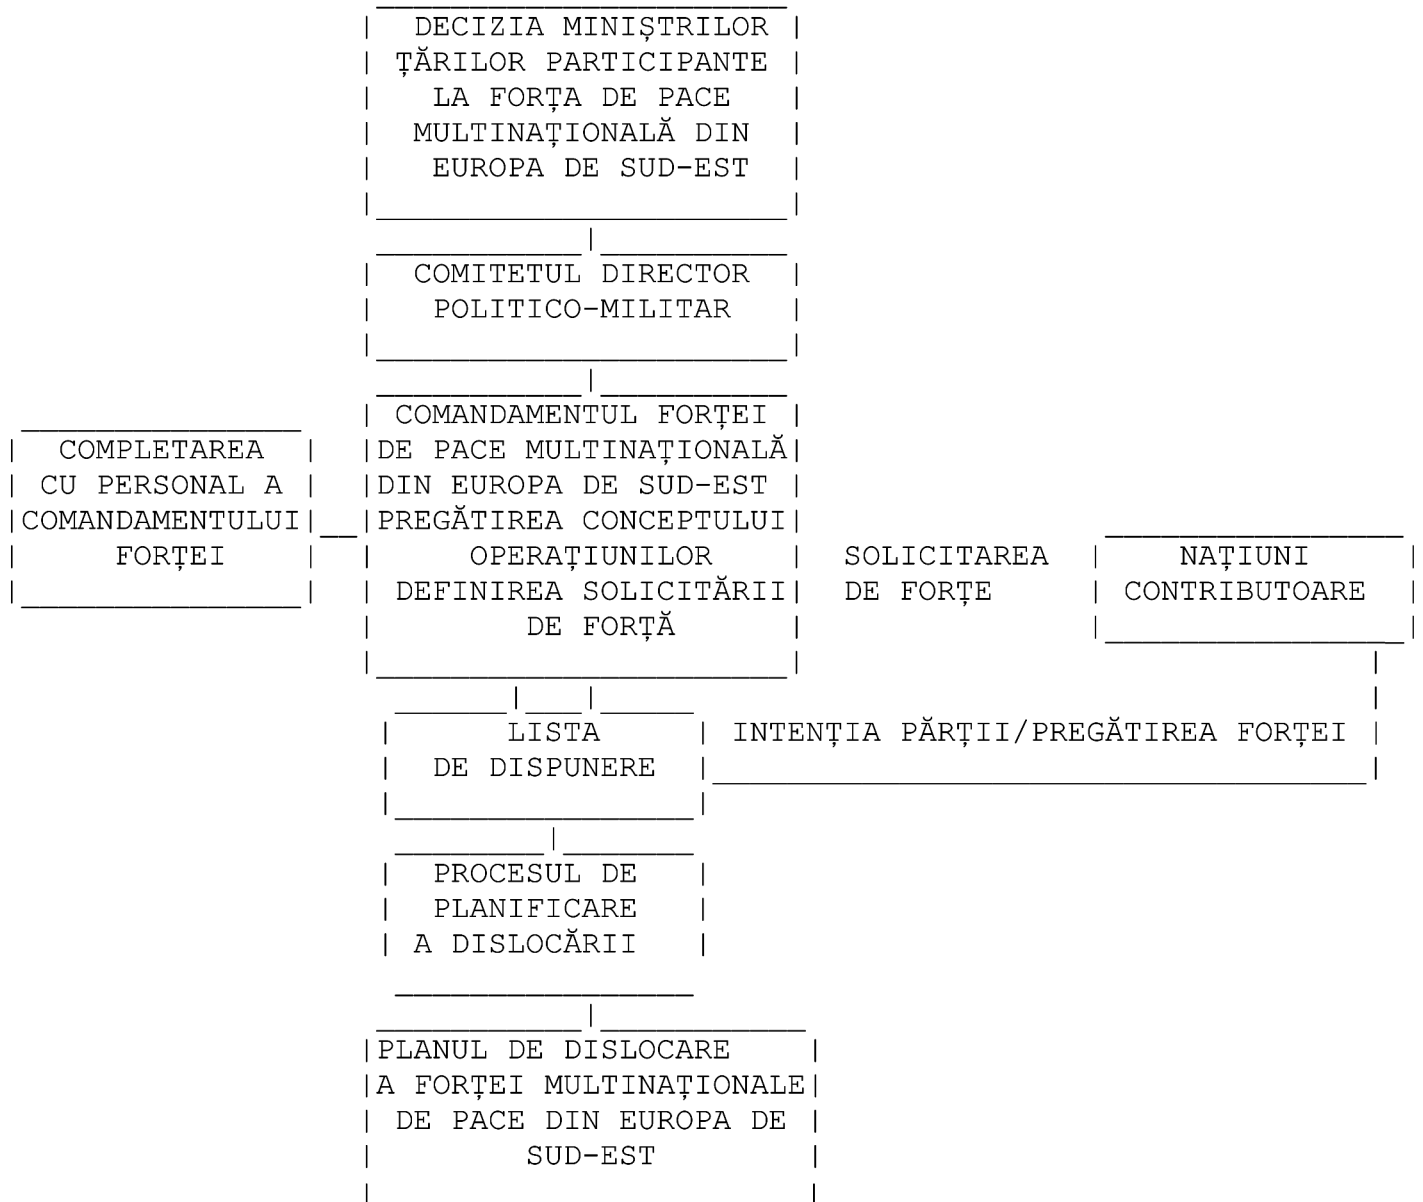 DECIZIA MINIȘTRILOR
ȚĂRILOR PARTICIPANTE
LA FORȚA DE PACE
MULTINAȚIONALĂ DIN
EUROPA DE SUD-EST
COMITETUL DIRECTOR
POLITICO-MILITAR
COMPLETAREA
CU PERSONAL A
COMANDAMENTULUI
FORȚEI
COMANDAMENTUL FORȚEI
DE PACE MULTINAȚIONALĂ
DIN EUROPA DE SUD-EST
PREGĂTIREA CONCEPTULUI
OPERAȚIUNILOR
DEFINIREA SOLICITĂRII
DE FORȚĂ
SOLICITAREA
DE FORȚE
NAȚIUNI
CONTRIBUTOARE
LISTA
DE DISPUNERE
INTENȚIA PĂRȚII/PREGĂTIREA FORȚEI
PROCESUL DE
PLANIFICARE
A DISLOCĂRII
PLANUL DE DISLOCARE
A FORȚEI MULTINAȚIONALE
DE PACE DIN EUROPA DE
SUD-EST